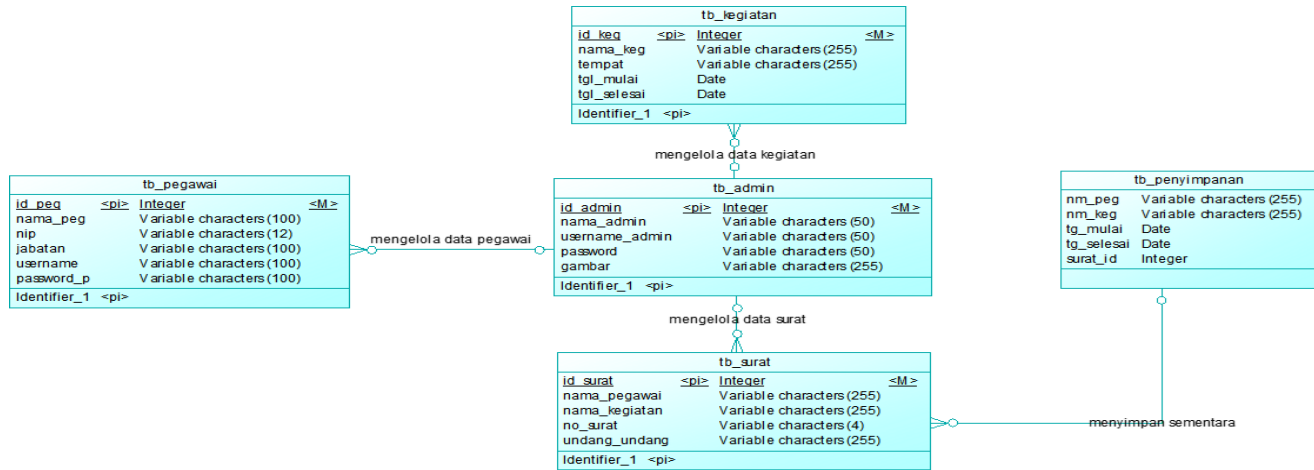 tb_kegiatan
id_keg <pi> Integer <M>
nama_keg Variable characters (255)
tempat Variable characters (255)
tgl_mulai Date
tgl_selesai Date
Identifier_1 <pi>
mengelola data kegiatan
tb_pegawai
id_peg <pi> Integer <M>
nama_peg Variable characters (100)
nip Variable characters (12)
jabatan Variable characters (100)
username Variable characters (100)
password_p Variable characters (100)
Identifier_1 <pi>
mengelola data pegawai
tb_admin
id_admin <pi> Integer <M>
nama_admin Variable characters (50)
username_admin Variable characters (50)
password Variable characters (50)
gambar Variable characters (255)
Identifier_1 <pi>
tb_penyimpanan
nm_peg Variable characters (255)
nm_keg Variable characters (255)
tg_mulai Date
tg_selesai Date
surat_id Integer
mengelola data surat
tb_surat
id_surat <pi> Integer <M>
nama_pegawai Variable characters (255)
nama_kegiatan Variable characters (255)
no_surat Variable characters (4)
undang_undang Variable characters (255)
Identifier_1 <pi>
menyimpan sementara